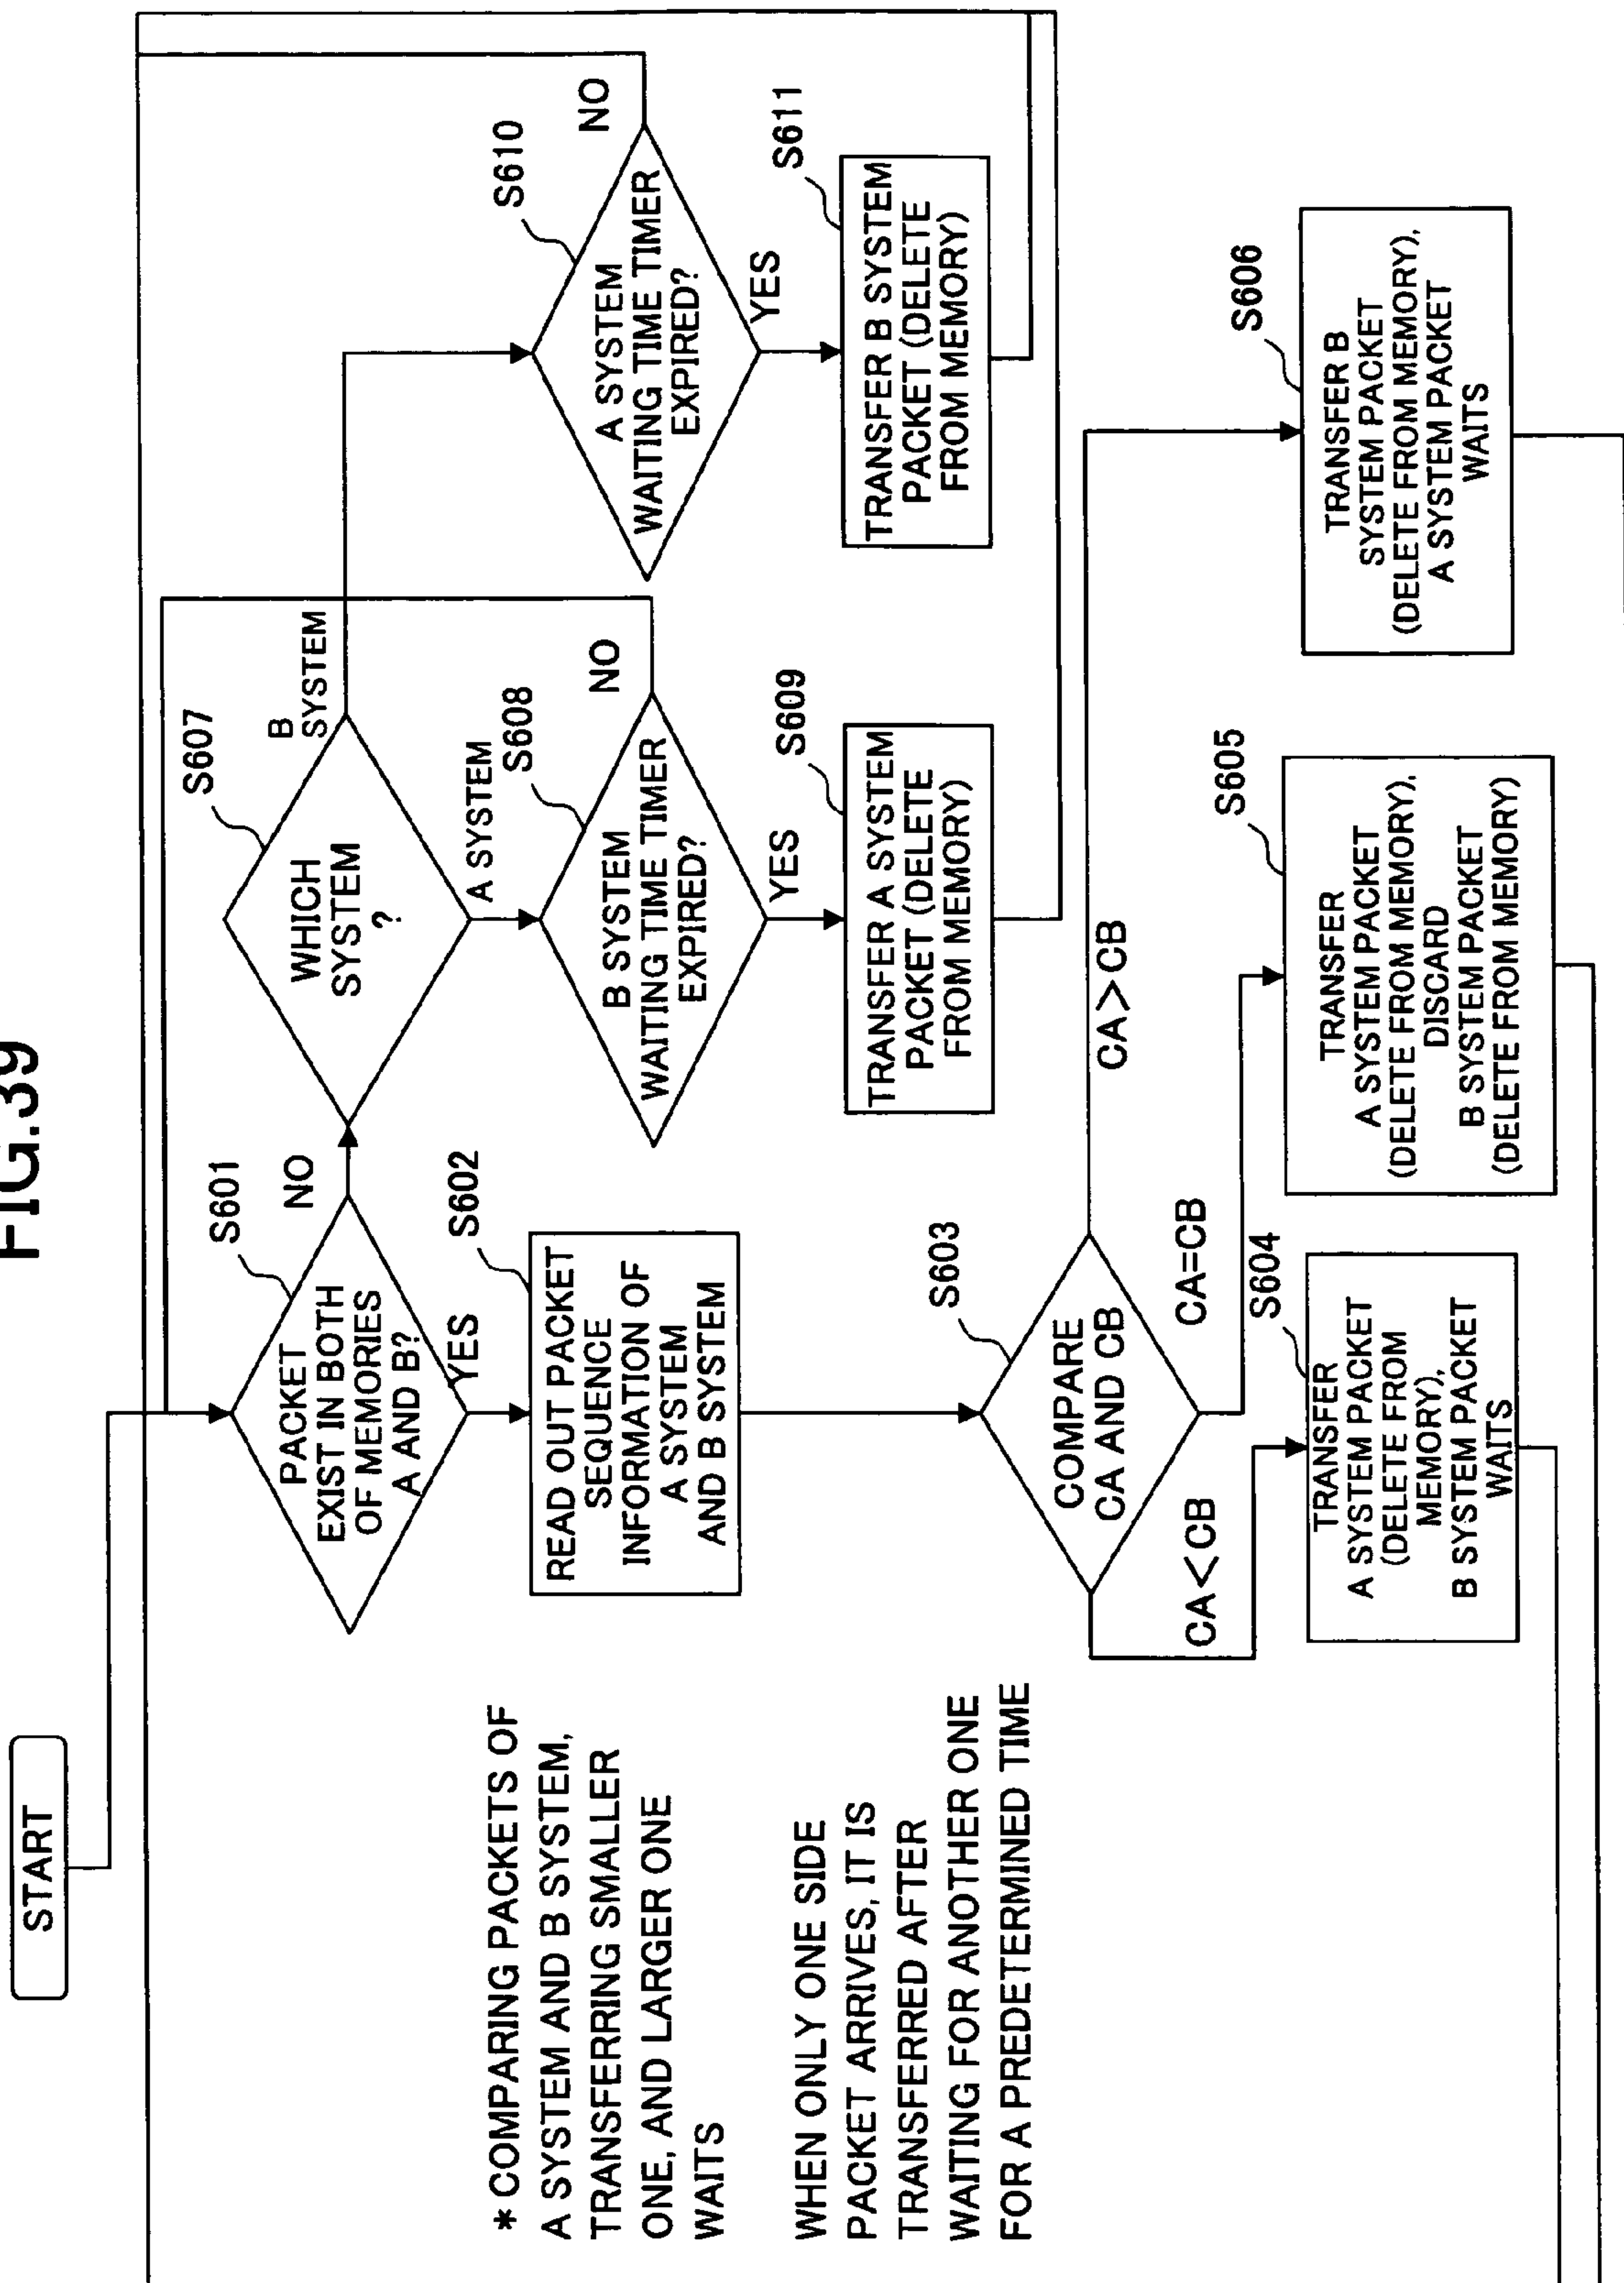 FIG.39
START
* COMPARING PACKETS OF
A SYSTEM AND B SYSTEM,
TRANSFERRING SMALLER
ONE, AND LARGER ONE
WAITS
WHEN ONLY ONE SIDE
PACKET ARRIVES, IT IS
TRANSFERRED AFTER
WAITING FOR ANOTHER ONE
FOR A PREDETERMINED TIME
S601
PACKET
EXIST IN BOTH
OF MEMORIES
A AND B?
NO
YES
S602
READ OUT PACKET
SEQUENCE
INFORMATION OF
A SYSTEM
AND B SYSTEM
S603
COMPARE
CA AND CB
CA<CB
CA=CB
CA>CB
S604
TRANSFER
A SYSTEM PACKET
(DELETE FROM
MEMORY),
B SYSTEM PACKET
WAITS
S605
TRANSFER
A SYSTEM PACKET
(DELETE FROM MEMORY),
DISCARD
B SYSTEM PACKET
(DELETE FROM MEMORY)
S606
TRANSFER B
SYSTEM PACKET
(DELETE FROM MEMORY),
A SYSTEM PACKET
WAITS
S607
WHICH
SYSTEM
?
B
SYSTEM
A SYSTEM
S608
B SYSTEM
WAITING TIME TIMER
EXPIRED?
NO
YES
S609
TRANSFER A SYSTEM
PACKET (DELETE
FROM MEMORY)
S610
A SYSTEM
WAITING TIME TIMER
EXPIRED?
NO
YES
S611
TRANSFER B SYSTEM
PACKET (DELETE
FROM MEMORY)